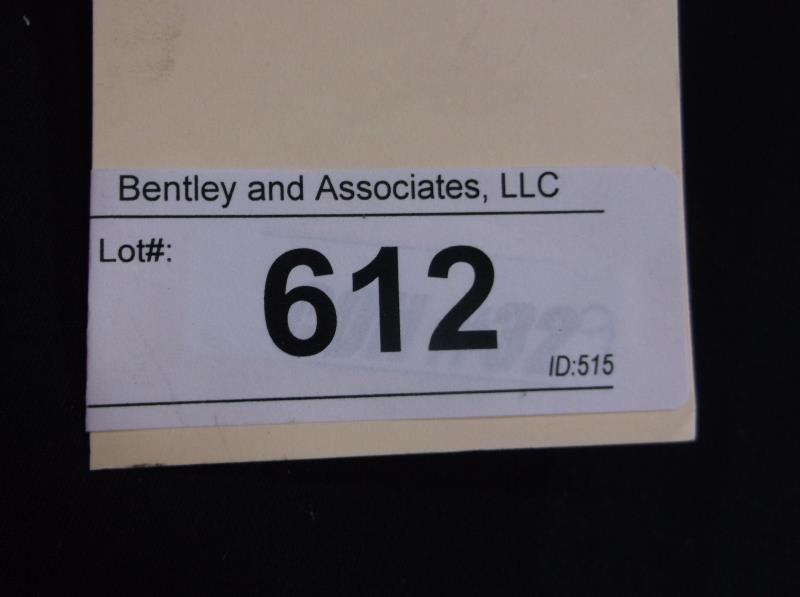 Bentley and Associates, LLC
Lot#:
612
ID:515